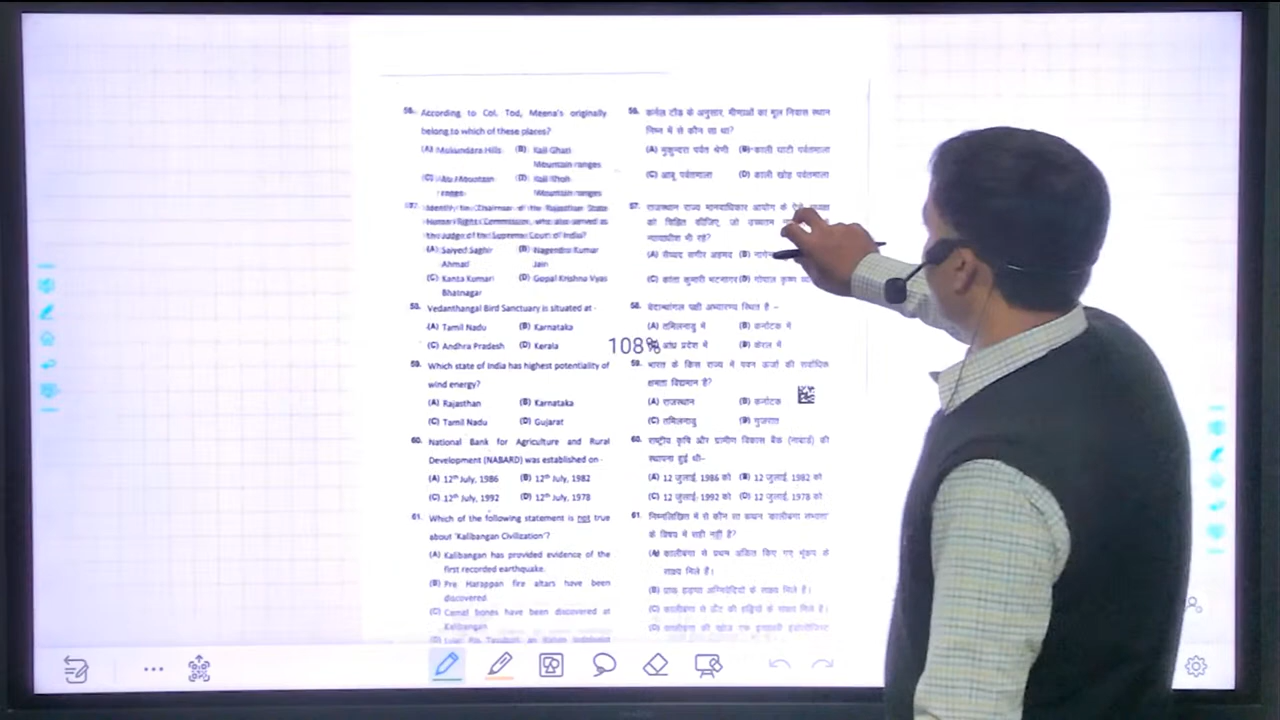 56. According to Col. Tod, Meena's originally
belong to which of these places?
(A) Mukundara Hills (B) Kali Ghati
Mountain ranges
(C) Abu Mountain (D) Kali Khoh
ranges Mountain ranges
57. Identify the Chairman of the Rajasthan State
Human Rights Commission, who also served as
the Judge of the Supreme Court of India?
(A) Saiyed Saghir (B) Nagendra Kumar
Ahmad Jain
(C) Kanta Kumari (D) Gopal Krishna Vyas
Bhatnagar
58. Vedanthangal Bird Sanctuary is situated at -
(A) Tamil Nadu (B) Karnataka
(C) Andhra Pradesh (D) Kerala
59. Which state of India has highest potentiality of
wind energy?
(A) Rajasthan (B) Karnataka
(C) Tamil Nadu (D) Gujarat
60. National Bank for Agriculture and Rural
Development (NABARD) was established on -
(A) 12th July, 1986 (B) 12th July, 1982
(C) 12th July, 1992 (D) 12th July, 1978
61. Which of the following statement is not true
about 'Kalibangan Civilization'?
(A) Kalibangan has provided evidence of the
first recorded earthquake.
(B) Pre Harappan fire altars have been
discovered.
(C) Camel bones have been discovered at
Kalibangan
56. कर्नल टॉड के अनुसार, मीणाओं का मूल निवास स्थान
निम्न में से कौन सा था?
(A) मुकुन्दरा पर्वत श्रेणी (B) काली घाटी पर्वतमाला
(C) आबू पर्वतमाला (D) काली खोह पर्वतमाला
57. राजस्थान राज्य मानवाधिकार आयोग के ऐसे
को चिह्नित कीजिए, जो उच्चतम
न्यायाधीश भी रहे?
(A) सैय्यद सगीर अहमद (B)
(C) कांता कुमारी भटनागर (D) गोपाल कृष्ण
58. वेदान्थांगल पक्षी अभ्यारण्य स्थित है –
(A) तमिलनाडु में (B) कर्नाटक में
आंध्र प्रदेश में (D) केरल में
108%
59. भारत के किस राज्य में पवन ऊर्जा की सर्वाधिक
क्षमता विद्यमान है?
(A) राजस्थान (B) कर्नाटक
(C) तमिलनाडु (D) गुजरात
60. राष्ट्रीय कृषि और ग्रामीण विकास बैंक (नाबार्ड) की
स्थापना हुई थी–
(A) 12 जुलाई, 1986 को (B) 12 जुलाई, 1982 को
(C) 12 जुलाई, 1992 को (D) 12 जुलाई, 1978 को
61. निम्नलिखित में से कौन सा कथन 'कालीबंगा सभ्यता'
के विषय में सही नहीं है?
(A) कालीबंगा से प्रथम अंकित किए गए भूकंप के
साक्ष्य मिले हैं।
(B) प्राक् हड़प्पा अग्निवेदियों के साक्ष्य मिले हैं।
(C) कालीबंगा से ऊँट की हड्डियों के साक्ष्य मिले हैं।
(D) कालीबंगा की खोज एक